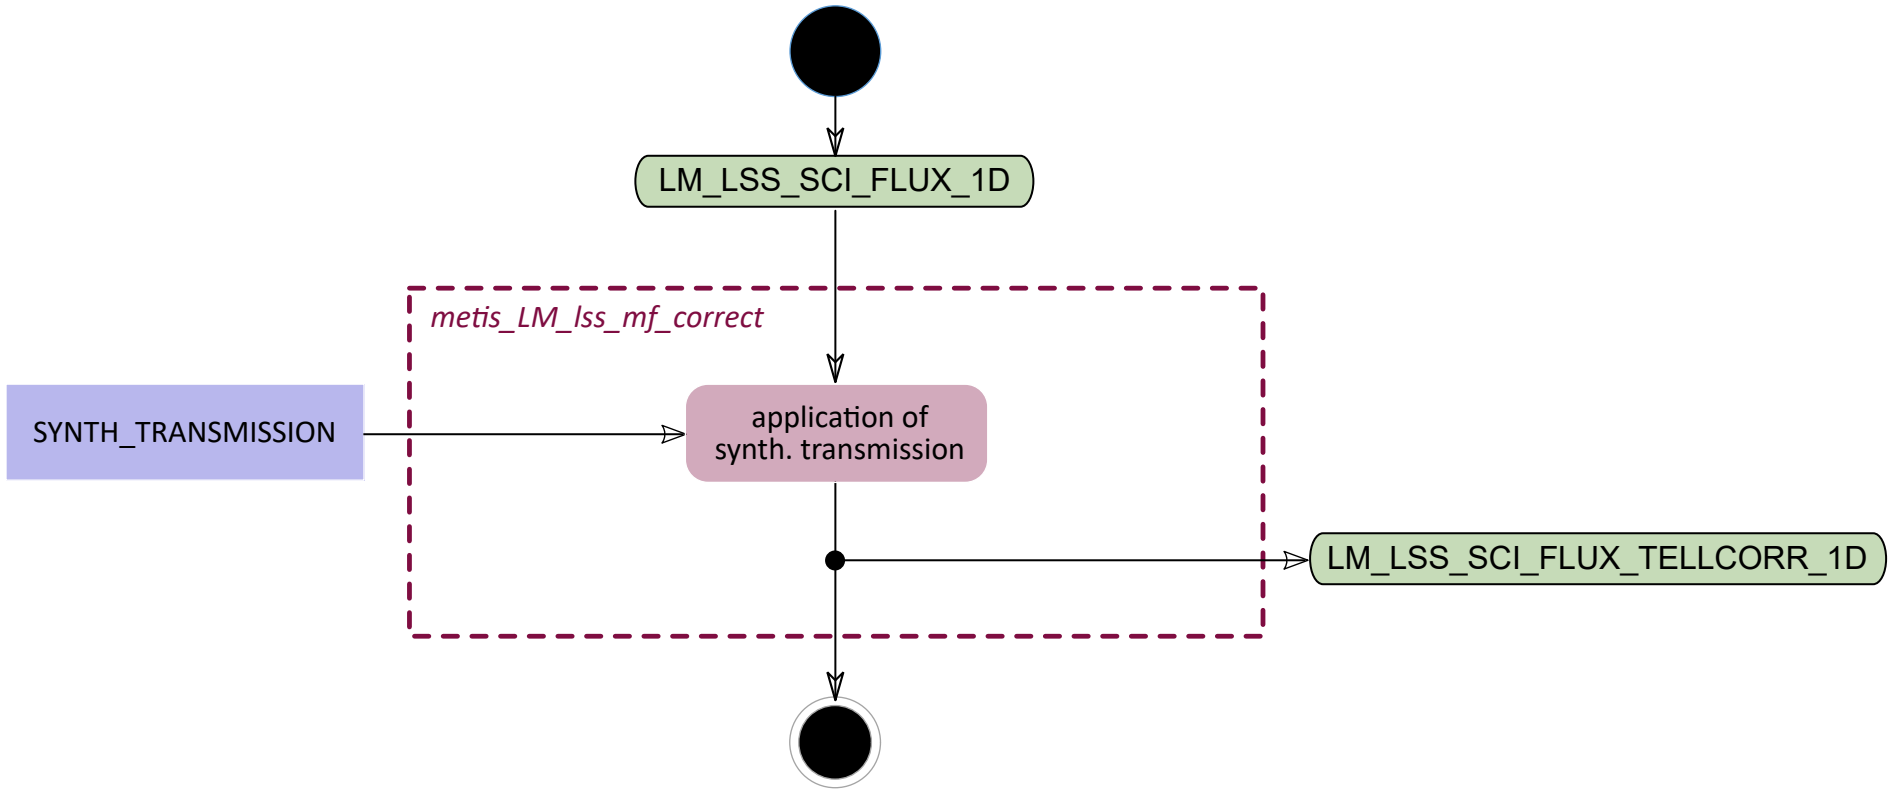 LM_LSS_SCI_FLUX_1D
metis_LM_lss_mf_correct
SYNTH_TRANSMISSION
application of
synth. transmission
LM_LSS_SCI_FLUX_TELLCORR_1D